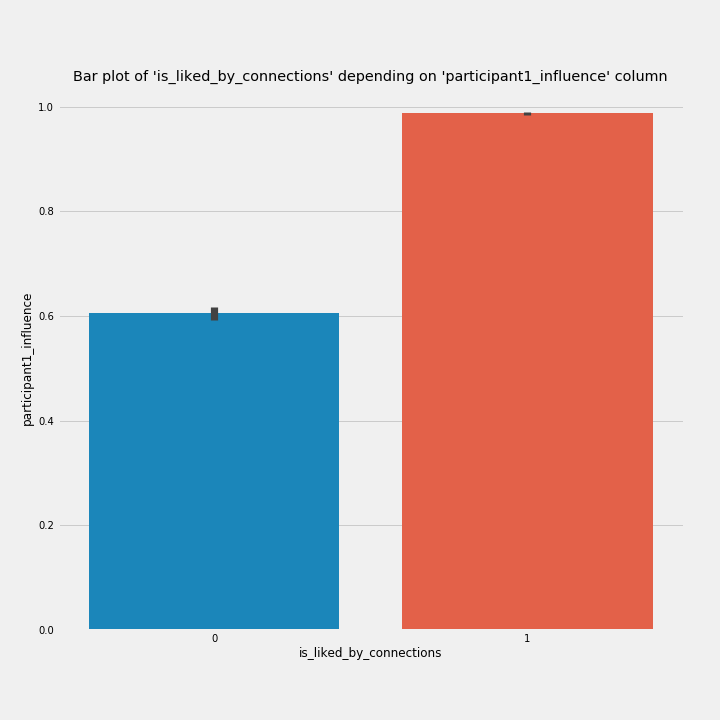 Bar plot of 'is_liked_by_connections' depending on 'participant1_influence' column
1.0
0.8
0.6
0.4
0.2
0.0
participant1_influence
0 1
is_liked_by_connections